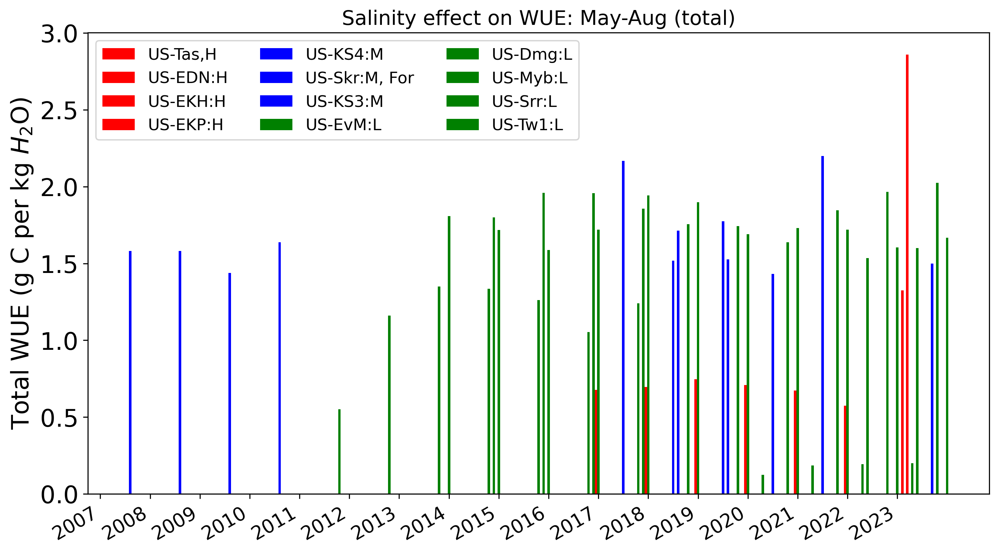 Salinity effect on WUE: May-Aug (total)
Total WUE (g C per kg H₂O)
3.0
2.5
2.0
1.5
1.0
0.5
0.0
US-Tas,H
US-EDN:H
US-EKH:H
US-EKP:H
US-KS4:M
US-Skr:M, For
US-KS3:M
US-EvM:L
US-Dmg:L
US-Myb:L
US-Srr:L
US-Tw1:L
2007
2008
2009
2010
2011
2012
2013
2014
2015
2016
2017
2018
2019
2020
2021
2022
2023